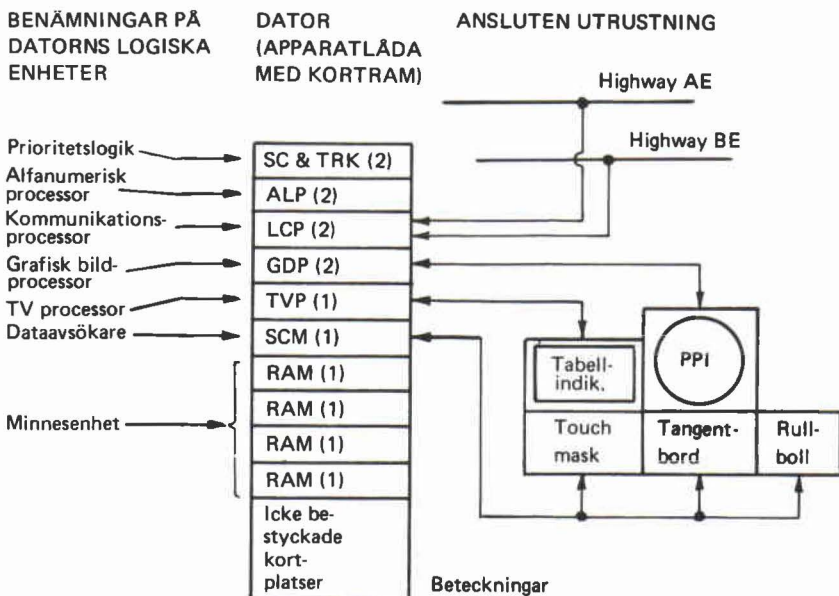 BENÄMNINGAR PÅ
DATORNS LOGISKA
ENHETER
DATOR
(APPARATLÅDA
MED KORTRAM)
ANSLUTEN UTRUSTNING
Highway AE
Highway BE
Prioritetslogik
SC & TRK (2)
Alfanumerisk
processor
ALP (2)
Kommunikations-
processor
LCP (2)
Grafisk bild-
processor
GDP (2)
TV processor
TVP (1)
Dataavsökare
SCM (1)
Minnesenhet
RAM (1)
RAM (1)
RAM (1)
RAM (1)
Icke be-
styckade
kort-
platser
Tabell-
indik.
PPI
Touch
mask
Tangent-
bord
Rull-
boll
Beteckningar